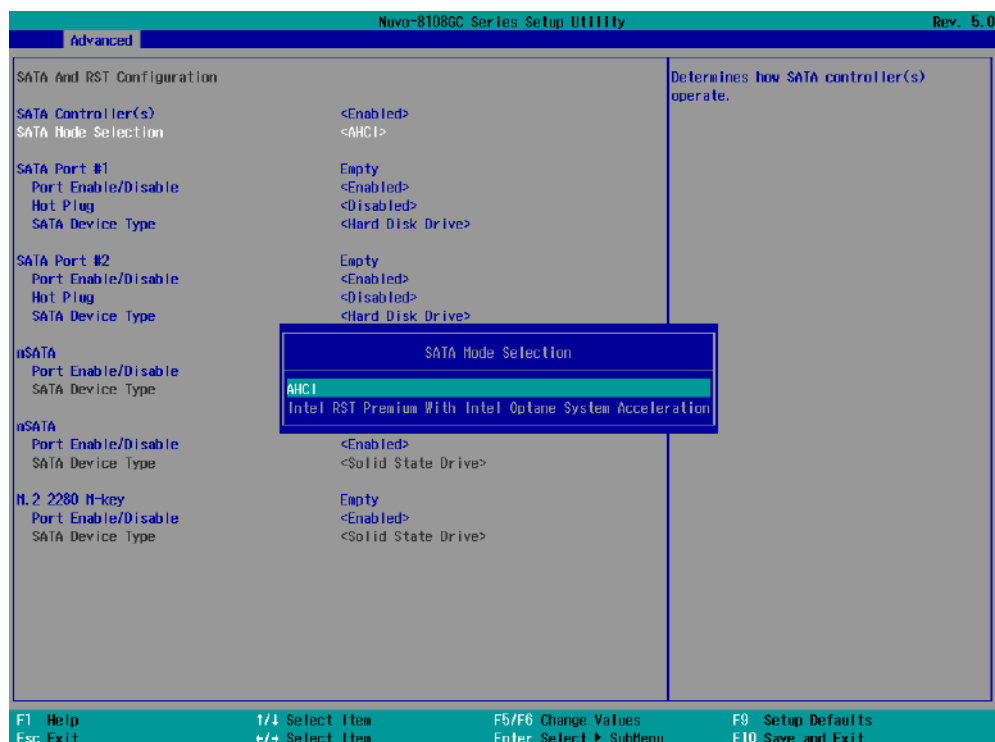 Nuvo-8108GC Series Setup Utility Rev. 5.0
Advanced
SATA And RST Configuration
Determines how SATA controller(s)
operate.
SATA Controller(s) <Enabled>
SATA Mode Selection <AHCI>
SATA Port #1 Empty
Port Enable/Disable <Enabled>
Hot Plug <Disabled>
SATA Device Type <Hard Disk Drive>
SATA Port #2 Empty
Port Enable/Disable <Enabled>
Hot Plug <Disabled>
SATA Device Type <Hard Disk Drive>
mSATA
Port Enable/Disable
SATA Device Type
SATA Mode Selection
AHCI
Intel RST Premium With Intel Optane System Acceleration
mSATA
Port Enable/Disable <Enabled>
SATA Device Type <Solid State Drive>
M.2 2280 M-key Empty
Port Enable/Disable <Enabled>
SATA Device Type <Solid State Drive>
F1 Help ↑/↓ Select Item F5/F6 Change Values F9 Setup Defaults
Esc Exit ←/→ Select Item Enter Select ▶ SubMenu F10 Save and Exit